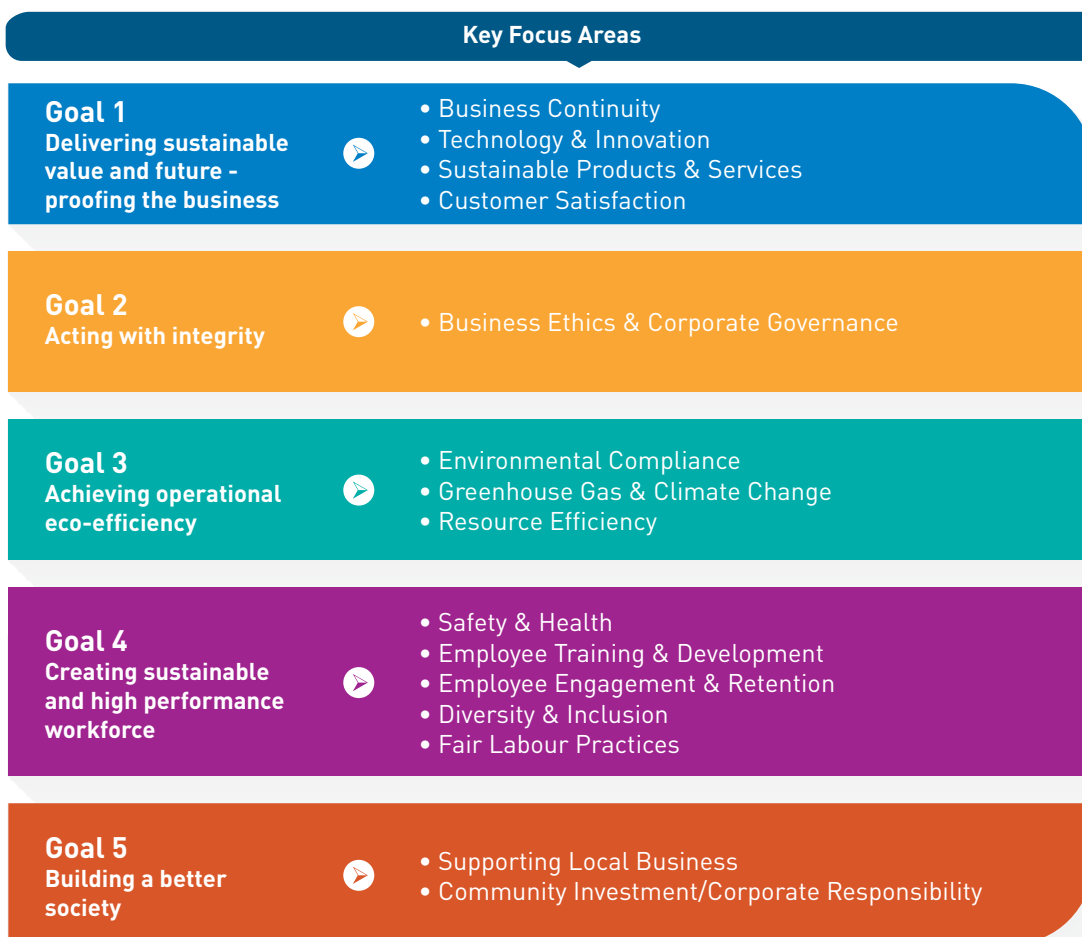 Key Focus Areas
Goal 1
Delivering sustainable
value and future -
proofing the business
• Business Continuity
• Technology & Innovation
• Sustainable Products & Services
• Customer Satisfaction
Goal 2
Acting with integrity
• Business Ethics & Corporate Governance
Goal 3
Achieving operational
eco-efficiency
• Environmental Compliance
• Greenhouse Gas & Climate Change
• Resource Efficiency
Goal 4
Creating sustainable
and high performance
workforce
• Safety & Health
• Employee Training & Development
• Employee Engagement & Retention
• Diversity & Inclusion
• Fair Labour Practices
Goal 5
Building a better
society
• Supporting Local Business
• Community Investment/Corporate Responsibility